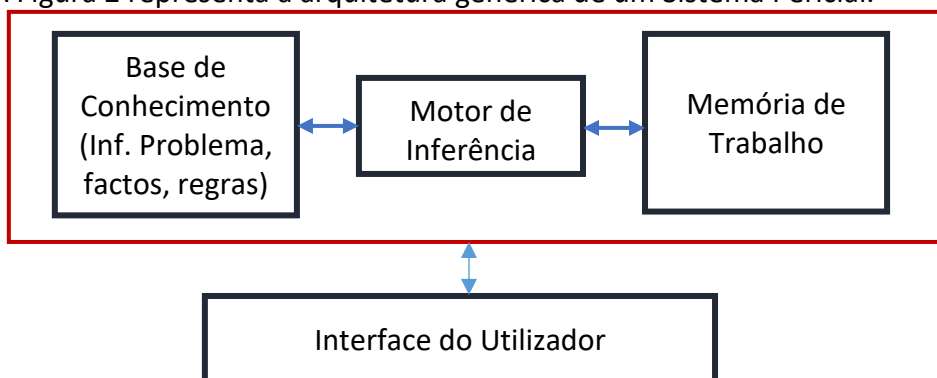 A Figura 2 representa a arquitetura genérica de um Sistema Pericial.
Base de
Conhecimento
(Inf. Problema,
factos, regras)
Motor de
Inferência
Memória de
Trabalho
Interface do Utilizador